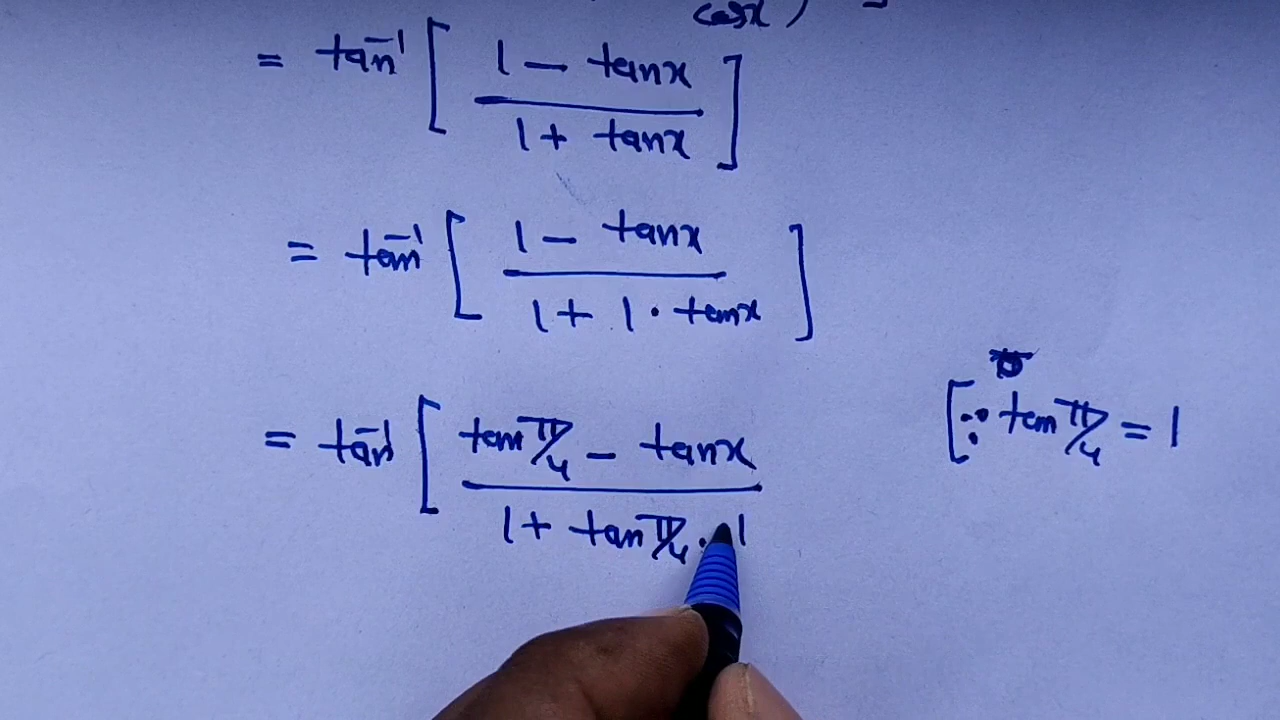 cosx )
= tan⁻¹ [ 1 - tanx / 1 + tanx ]
= tan⁻¹ [ 1 - tanx / 1 + 1 · tanx ]
= tan⁻¹ [ tan π/4 - tanx / 1 + tan π/4 ·
[∵ tan π/4 = 1